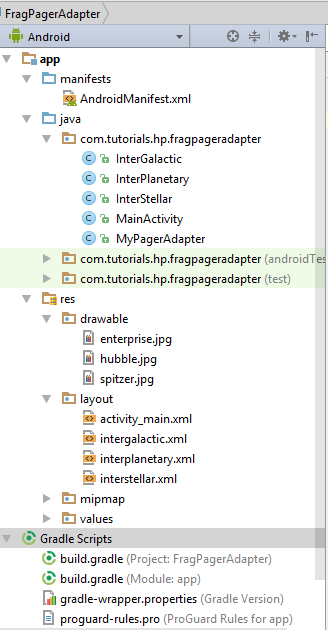 FragPagerAdapter
Android
app
manifests
AndroidManifest.xml
java
com.tutorials.hp.fragpageradapter
InterGalactic
InterPlanetary
InterStellar
MainActivity
MyPagerAdapter
com.tutorials.hp.fragpageradapter (androidTes
com.tutorials.hp.fragpageradapter (test)
res
drawable
enterprise.jpg
hubble.jpg
spitzer.jpg
layout
activity_main.xml
intergalactic.xml
interplanetary.xml
interstellar.xml
mipmap
values
Gradle Scripts
build.gradle (Project: FragPagerAdapter)
build.gradle (Module: app)
gradle-wrapper.properties (Gradle Version)
proguard-rules.pro (ProGuard Rules for app)